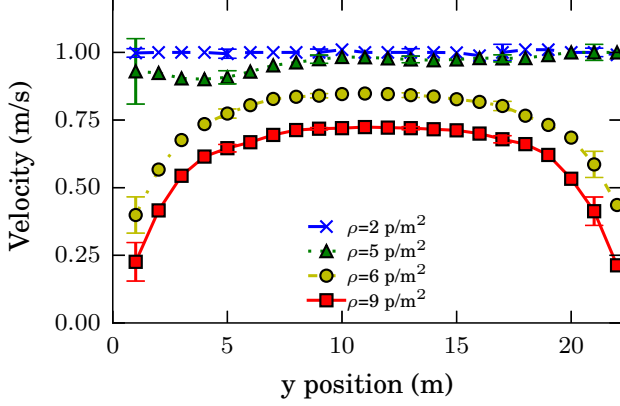 1.00
0.75
0.50
0.25
0.00
Velocity (m/s)
ρ=2 p/m²
ρ=5 p/m²
ρ=6 p/m²
ρ=9 p/m²
0 5 10 15 20
y position (m)